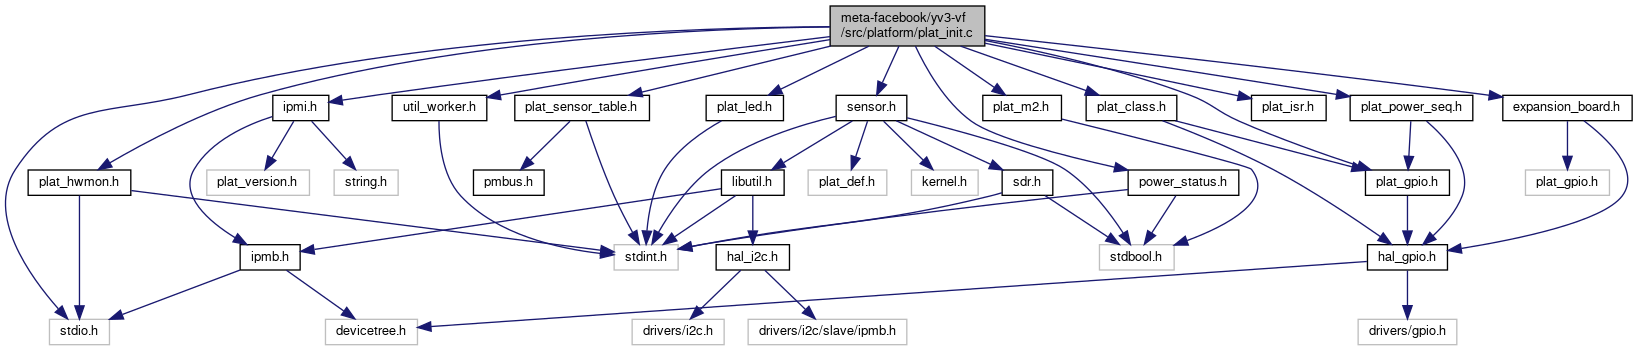 meta-facebook/yv3-vf
/src/platform/plat_init.c
ipmi.h
util_worker.h
plat_sensor_table.h
plat_led.h
sensor.h
plat_m2.h
plat_class.h
plat_isr.h
plat_power_seq.h
expansion_board.h
plat_hwmon.h
plat_version.h
string.h
pmbus.h
libutil.h
plat_def.h
kernel.h
sdr.h
power_status.h
plat_gpio.h
plat_gpio.h
ipmb.h
stdint.h
hal_i2c.h
stdbool.h
hal_gpio.h
stdio.h
devicetree.h
drivers/i2c.h
drivers/i2c/slave/ipmb.h
drivers/gpio.h